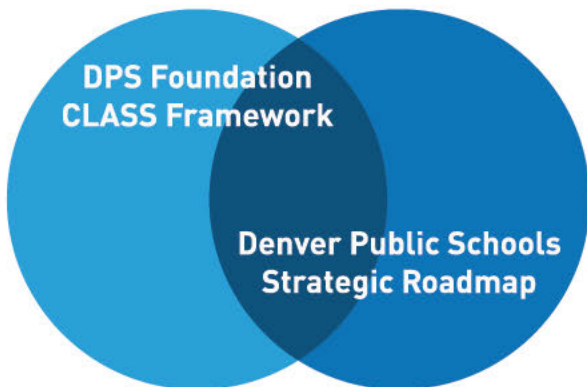 DPS Foundation
CLASS Framework
Denver Public Schools
Strategic Roadmap